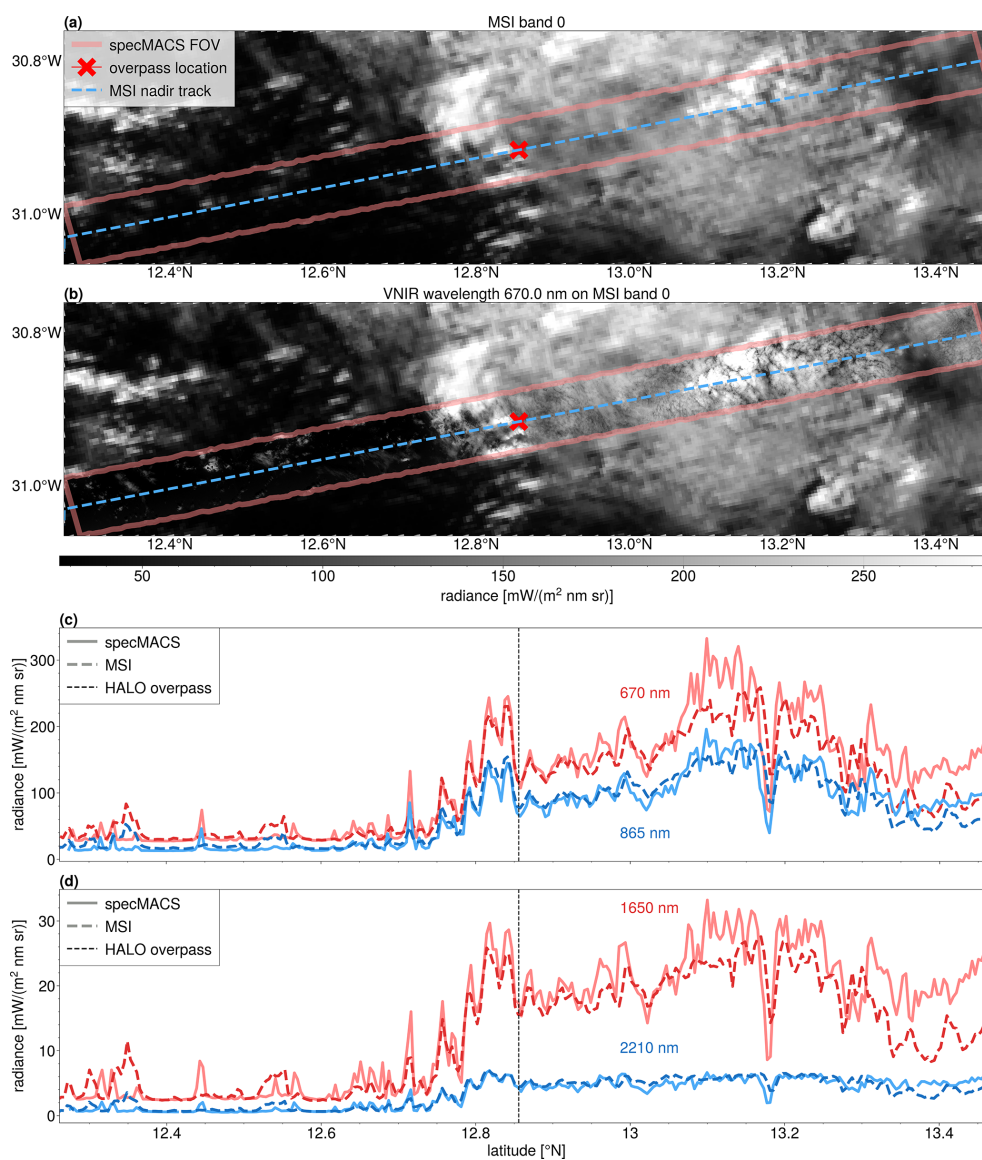 (a)
MSI band 0
specMACS FOV
overpass location
MSI nadir track
30.8°W
31.0°W
12.4°N 12.6°N 12.8°N 13.0°N 13.2°N 13.4°N
(b)
VNIR wavelength 670.0 nm on MSI band 0
30.8°W
31.0°W
12.4°N 12.6°N 12.8°N 13.0°N 13.2°N 13.4°N
50 100 150 200 250
radiance [mW/(m² nm sr)]
(c)
specMACS
MSI
HALO overpass
670 nm
865 nm
300
200
100
0
radiance [mW/(m² nm sr)]
(d)
specMACS
MSI
HALO overpass
1650 nm
2210 nm
30
20
10
0
radiance [mW/(m² nm sr)]
12.4 12.6 12.8 13 13.2 13.4
latitude [°N]